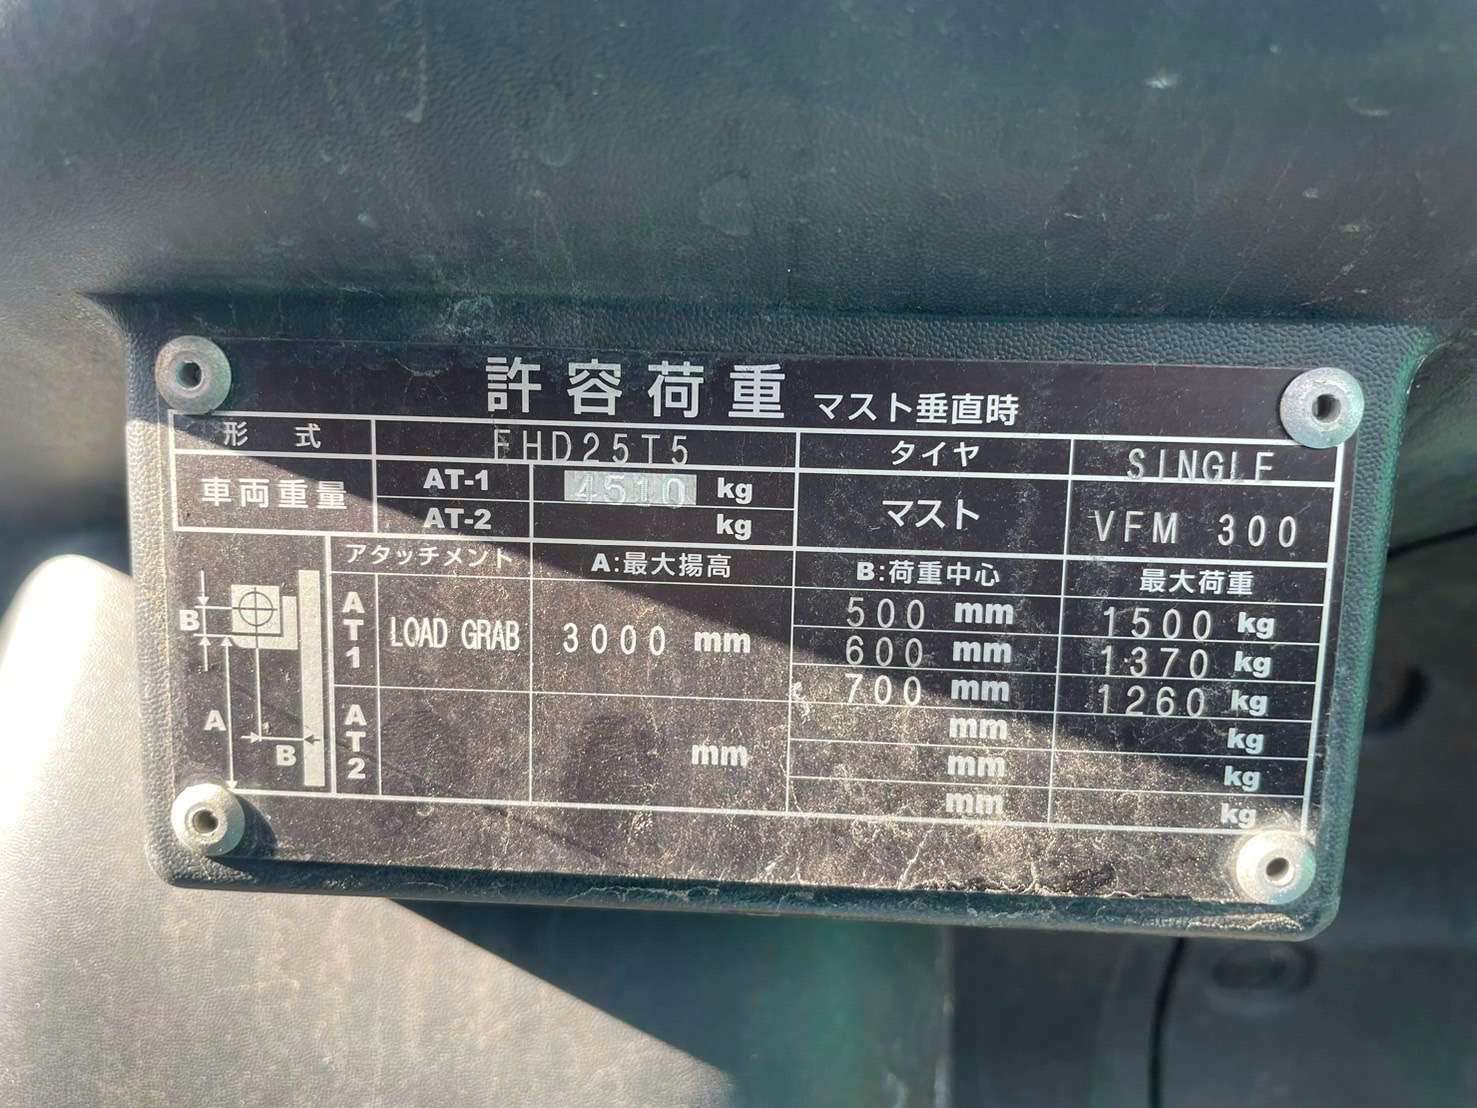 許容荷重 マスト垂直時
形 式 FHD25T5 タイヤ SINGLE
車両重量 AT-1 4510 kg マスト VFM 300
AT-2 kg
アタッチメント A:最大揚高 B:荷重中心 最大荷重
B A B
AT1 LOAD GRAB 3000 mm 500 mm 1500 kg
600 mm 1370 kg
700 mm 1260 kg
AT2 mm mm kg
mm kg
mm kg